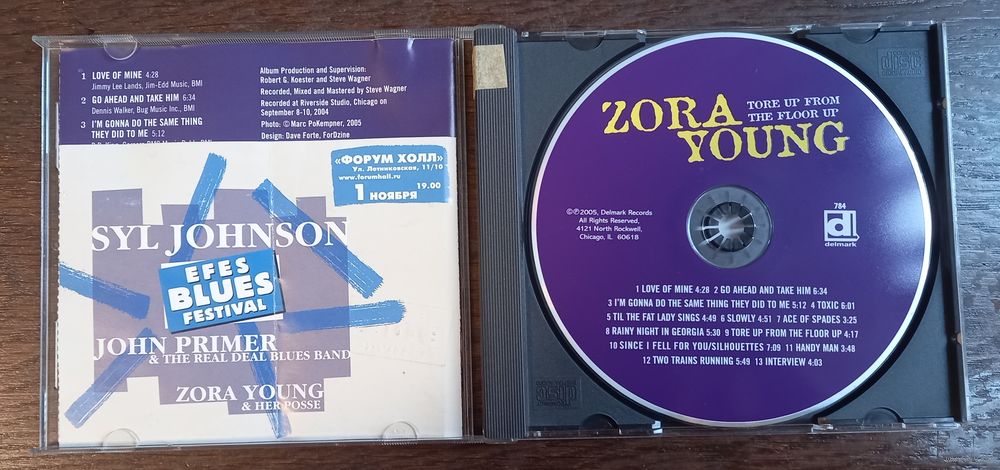 1 LOVE OF MINE 4:28
Jimmy Lee Lands, Jim-Edd Music, BMI
2 GO AHEAD AND TAKE HIM 6:34
Dennis Walker, Bug Music Inc., BMI
3 I'M GONNA DO THE SAME THING
THEY DID TO ME 5:12
Album Production and Supervision:
Robert G. Koester and Steve Wagner
Recorded, Mixed and Mastered by Steve Wagner
Recorded at Riverside Studio, Chicago on
September 8-10, 2004
Photo: © Marc PoKempner, 2005
Design: Dave Forte, ForDzine
«ФОРУМ ХОЛЛ»
Ул. Летниковская, 11/10
www.forumhall.ru
19.00
1 НОЯБРЯ
SYL JOHNSON
EFES
BLUES
FESTIVAL
JOHN PRIMER
& THE REAL DEAL BLUES BAND
ZORA YOUNG
& HER POSSE
ZORA YOUNG
TORE UP FROM
THE FLOOR UP
©℗2005, Delmark Records
All Rights Reserved,
4121 North Rockwell,
Chicago, IL 60618
784
d
delmark
1 LOVE OF MINE 4:28 2 GO AHEAD AND TAKE HIM 6:34
3 I'M GONNA DO THE SAME THING THEY DID TO ME 5:12 4 TOXIC 6:01
5 TIL THE FAT LADY SINGS 4:49 6 SLOWLY 4:51 7 ACE OF SPADES 3:25
8 RAINY NIGHT IN GEORGIA 5:30 9 TORE UP FROM THE FLOOR UP 4:17
10 SINCE I FELL FOR YOU/SILHOUETTES 7:09 11 HANDY MAN 3:48
12 TWO TRAINS RUNNING 5:49 13 INTERVIEW 4:03